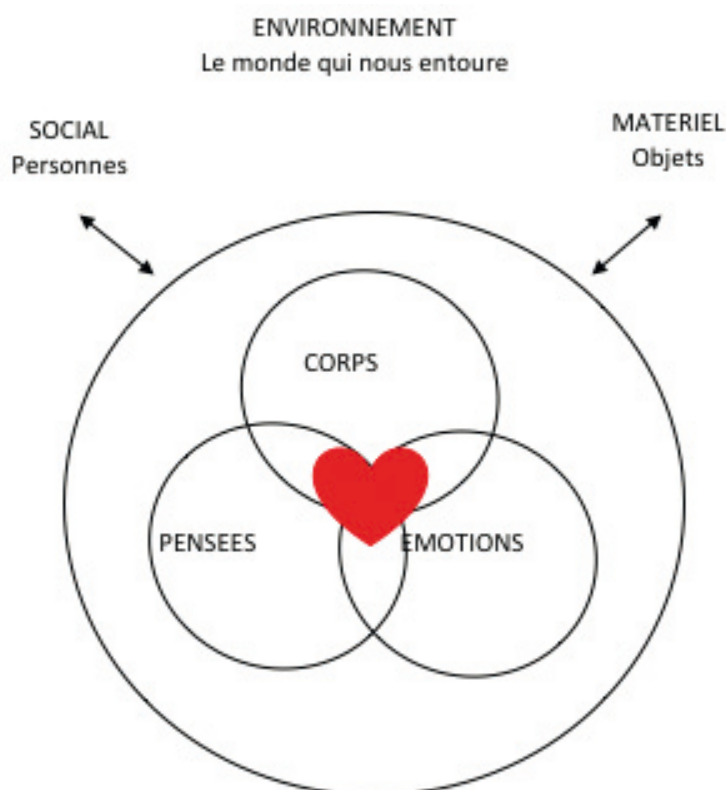 ENVIRONNEMENT
Le monde qui nous entoure
SOCIAL
Personnes
MATERIEL
Objets
CORPS
PENSEES
EMOTIONS